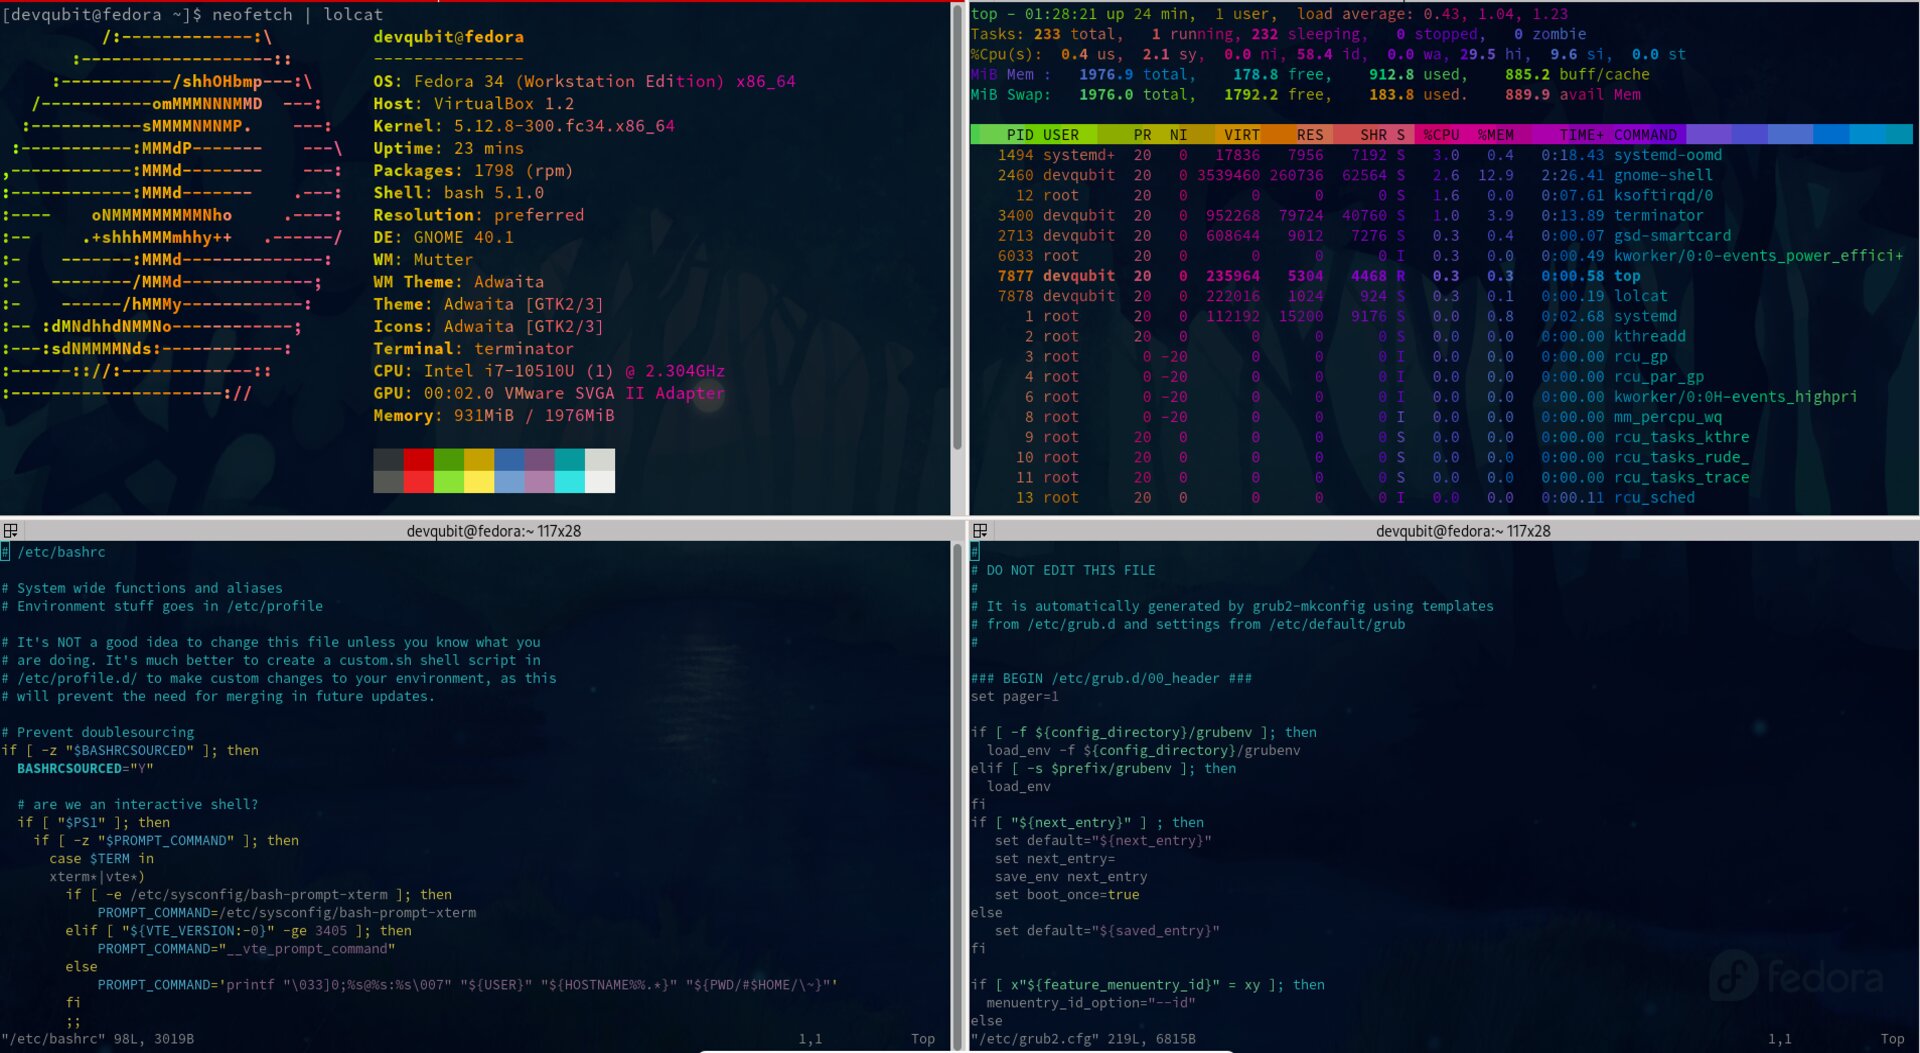 [devqubit@fedora ~]$ neofetch | lolcat
/:-------------:\
:-------------------::
:-----------/shhOHbmp---:\
/-----------omMMMNNNMMD  ---:
:-----------sMMMMNMNMP.    ---:
:-----------:MMMdP-------    ---\
,------------:MMMd--------    ---:
:------------:MMMd-------    .---:
:----    oNMMMMMMMMMNho     .----:
:--     .+shhhMMMmhhy++   .------/
:-    -------:MMMd--------------:
:-   --------/MMMd-------------;
:-    ------/hMMMy------------:
:-- :dMNdhhdNMMNo------------;
:---:sdNMMMMNds:------------:
:------:://:-------------::
:---------------------://
devqubit@fedora
---------------
OS: Fedora 34 (Workstation Edition) x86_64
Host: VirtualBox 1.2
Kernel: 5.12.8-300.fc34.x86_64
Uptime: 23 mins
Packages: 1798 (rpm)
Shell: bash 5.1.0
Resolution: preferred
DE: GNOME 40.1
WM: Mutter
WM Theme: Adwaita
Theme: Adwaita [GTK2/3]
Icons: Adwaita [GTK2/3]
Terminal: terminator
CPU: Intel i7-10510U (1) @ 2.304GHz
GPU: 00:02.0 VMware SVGA II Adapter
Memory: 931MiB / 1976MiB
top - 01:28:21 up 24 min,  1 user,  load average: 0.43, 1.04, 1.23
Tasks: 233 total,   1 running, 232 sleeping,   0 stopped,   0 zombie
%Cpu(s):  0.4 us,  2.1 sy,  0.0 ni, 58.4 id,  0.0 wa, 29.5 hi,  9.6 si,  0.0 st
MiB Mem :   1976.9 total,    178.8 free,    912.8 used,    885.2 buff/cache
MiB Swap:   1976.0 total,   1792.2 free,    183.8 used.    889.9 avail Mem
PID USER      PR  NI    VIRT    RES    SHR S  %CPU  %MEM     TIME+ COMMAND
1494 systemd+  20   0   17836   7956   7192 S   3.0   0.4   0:18.43 systemd-oomd
2460 devqubit  20   0 3539460 260736  62564 S   2.6  12.9   2:26.41 gnome-shell
12 root      20   0       0      0      0 S   1.6   0.0   0:07.61 ksoftirqd/0
3400 devqubit  20   0  952268  79724  40760 S   1.0   3.9   0:13.89 terminator
2713 devqubit  20   0  608644   9012   7276 S   0.3   0.4   0:00.07 gsd-smartcard
6033 root      20   0       0      0      0 I   0.3   0.0   0:00.49 kworker/0:0-events_power_effici+
7877 devqubit  20   0  235964   5304   4468 R   0.3   0.3   0:00.58 top
7878 devqubit  20   0  222016   1024    924 S   0.3   0.1   0:00.19 lolcat
1 root      20   0  112192  15200   9176 S   0.0   0.8   0:02.68 systemd
2 root      20   0       0      0      0 S   0.0   0.0   0:00.00 kthreadd
3 root       0 -20       0      0      0 I   0.0   0.0   0:00.00 rcu_gp
4 root       0 -20       0      0      0 I   0.0   0.0   0:00.00 rcu_par_gp
6 root       0 -20       0      0      0 I   0.0   0.0   0:00.00 kworker/0:0H-events_highpri
8 root       0 -20       0      0      0 I   0.0   0.0   0:00.00 mm_percpu_wq
9 root      20   0       0      0      0 S   0.0   0.0   0:00.00 rcu_tasks_kthre
10 root      20   0       0      0      0 S   0.0   0.0   0:00.00 rcu_tasks_rude_
11 root      20   0       0      0      0 S   0.0   0.0   0:00.00 rcu_tasks_trace
13 root      20   0       0      0      0 I   0.0   0.0   0:00.11 rcu_sched
devqubit@fedora:~ 117x28
# /etc/bashrc
# System wide functions and aliases
# Environment stuff goes in /etc/profile
# It's NOT a good idea to change this file unless you know what you
# are doing. It's much better to create a custom.sh shell script in
# /etc/profile.d/ to make custom changes to your environment, as this
# will prevent the need for merging in future updates.
# Prevent doublesourcing
if [ -z "$BASHRCSOURCED" ]; then
BASHRCSOURCED="Y"
# are we an interactive shell?
if [ "$PS1" ]; then
if [ -z "$PROMPT_COMMAND" ]; then
case $TERM in
xterm*|vte*)
if [ -e /etc/sysconfig/bash-prompt-xterm ]; then
PROMPT_COMMAND=/etc/sysconfig/bash-prompt-xterm
elif [ "${VTE_VERSION:-0}" -ge 3405 ]; then
PROMPT_COMMAND="__vte_prompt_command"
else
PROMPT_COMMAND='printf "\033]0;%s@%s:%s\007" "${USER}" "${HOSTNAME%%.*}" "${PWD/#$HOME/\~}"'
fi
;;
"/etc/bashrc" 98L, 3019B    1,1    Top
devqubit@fedora:~ 117x28
#
# DO NOT EDIT THIS FILE
#
# It is automatically generated by grub2-mkconfig using templates
# from /etc/grub.d and settings from /etc/default/grub
#
### BEGIN /etc/grub.d/00_header ###
set pager=1
if [ -f ${config_directory}/grubenv ]; then
load_env -f ${config_directory}/grubenv
elif [ -s $prefix/grubenv ]; then
load_env
fi
if [ "${next_entry}" ] ; then
set default="${next_entry}"
set next_entry=
save_env next_entry
set boot_once=true
else
set default="${saved_entry}"
fi
if [ x"${feature_menuentry_id}" = xy ]; then
menuentry_id_option="--id"
else
"/etc/grub2.cfg" 219L, 6815B    1,1    Top
fedora